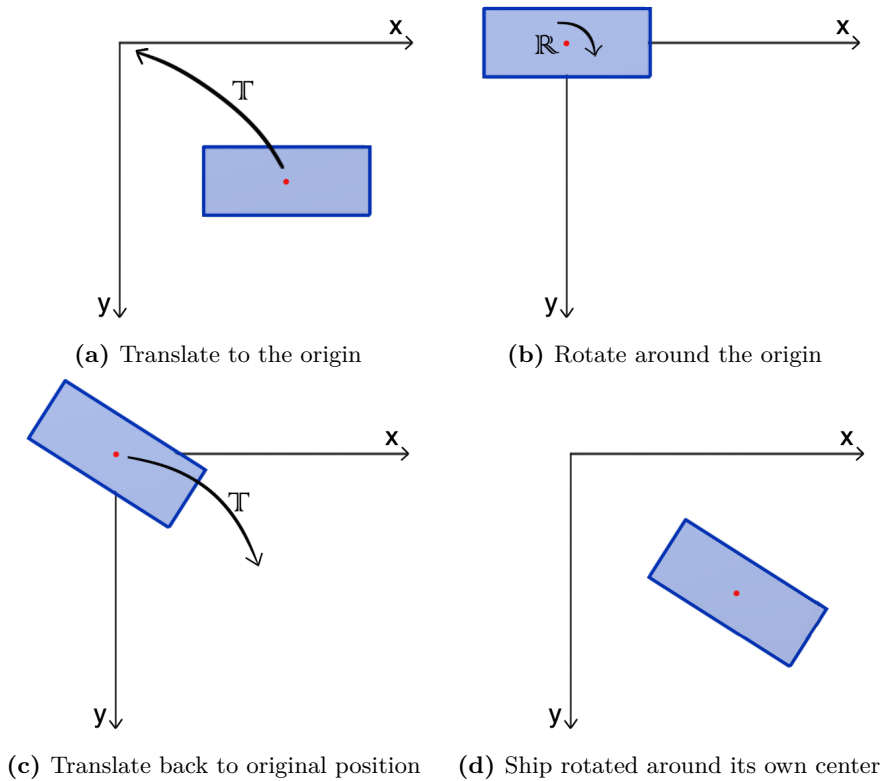 x
𝕋
y
(a) Translate to the origin
x
ℝ
y
(b) Rotate around the origin
x
𝕋
y
(c) Translate back to original position
x
y
(d) Ship rotated around its own center